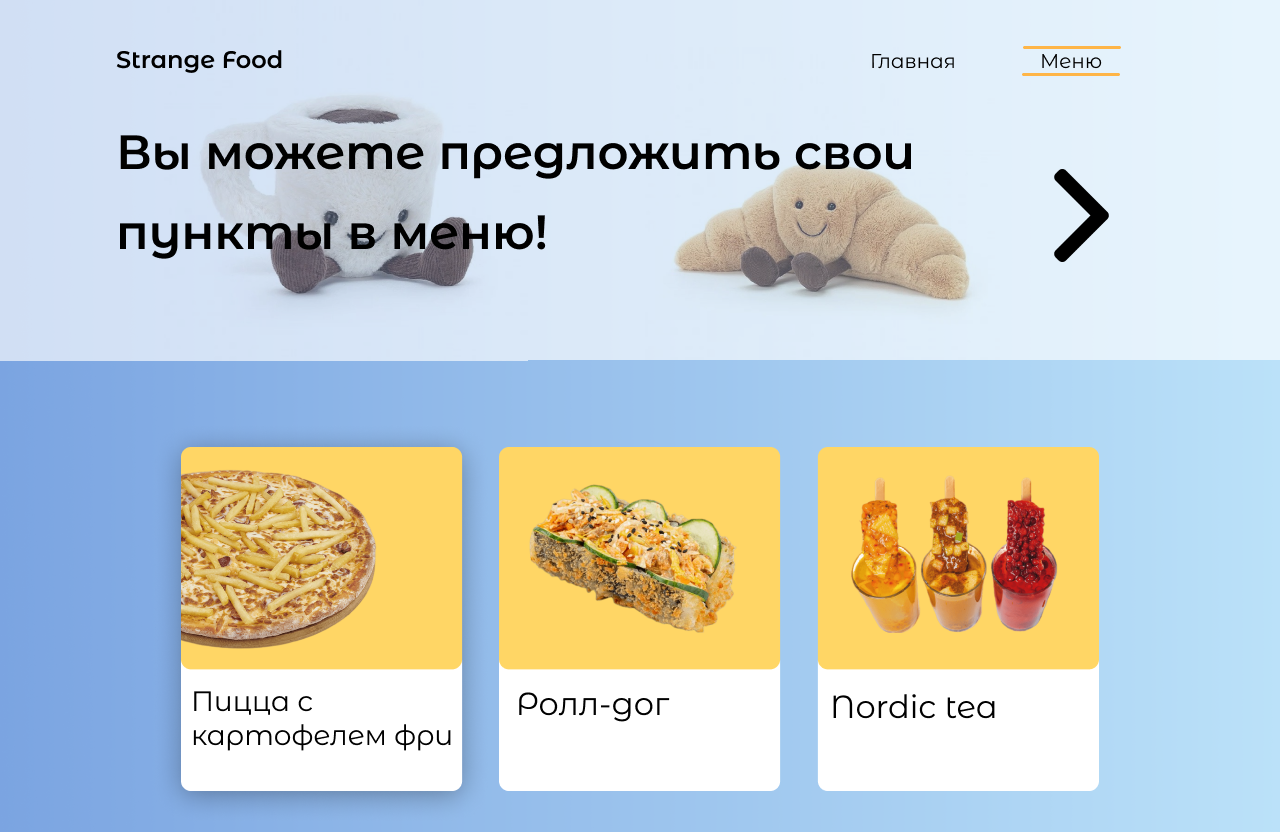 Strange Food
Главная
Меню
Вы можете предложить свои
пункты в меню!
Пицца с
картофелем фри
Ролл-дог
Nordic tea